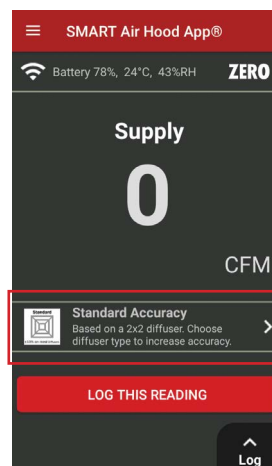 SMART Air Hood App®
Battery 78%, 24°C, 43%RH ZERO
Supply
0
CFM
Standard
Standard Accuracy
Based on a 2x2 diffuser. Choose
diffuser type to increase accuracy.
LOG THIS READING
Log